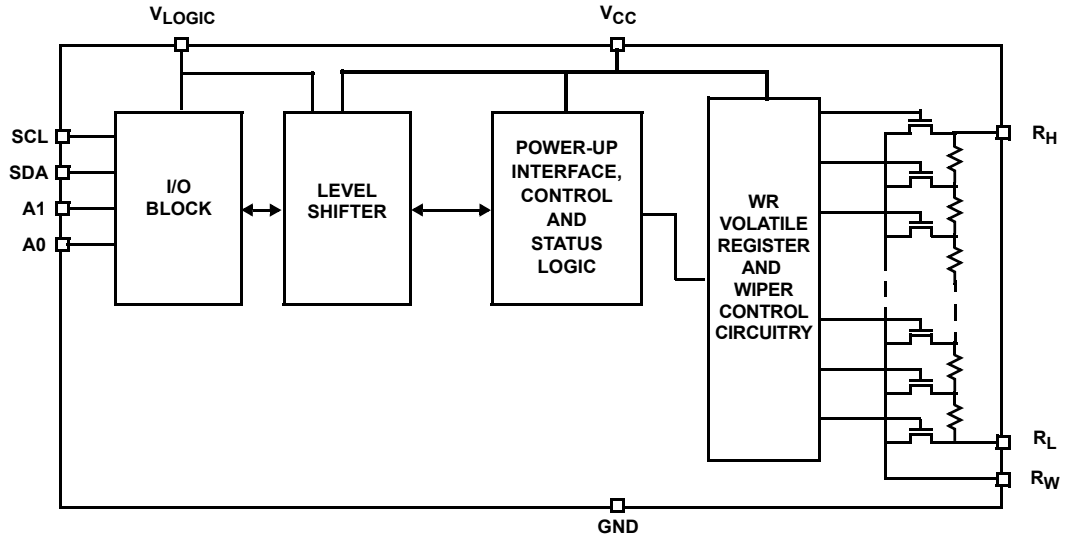 VLOGIC
VCC
SCL
SDA
A1
A0
I/O
BLOCK
LEVEL
SHIFTER
POWER-UP
INTERFACE,
CONTROL
AND
STATUS
LOGIC
WR
VOLATILE
REGISTER
AND
WIPER
CONTROL
CIRCUITRY
RH
RL
RW
GND